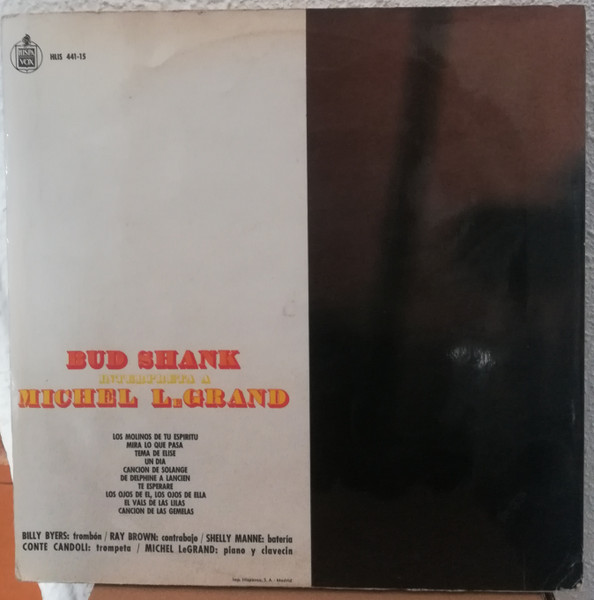 HISPA
VOX
HLIS 441-15
BUD SHANK
INTERPRETA A
MICHEL L.GRAND
LOS MOLINOS DE TU ESPIRITU
MIRA LO QUE PASA
TEMA DE ELISE
UN DIA
CANCION DE SOLANGE
DE DELPHINE A LANCIEN
TE ESPERARE
LOS OJOS DE EL, LOS OJOS DE ELLA
EL VALS DE LAS LILAS
CANCION DE LAS GEMELAS
BILLY BYERS: trombón / RAY BROWN: contrabajo / SHELLY MANNE: batería
CONTE CANDOLI: trompeta / MICHEL LeGRAND: piano y clavecin